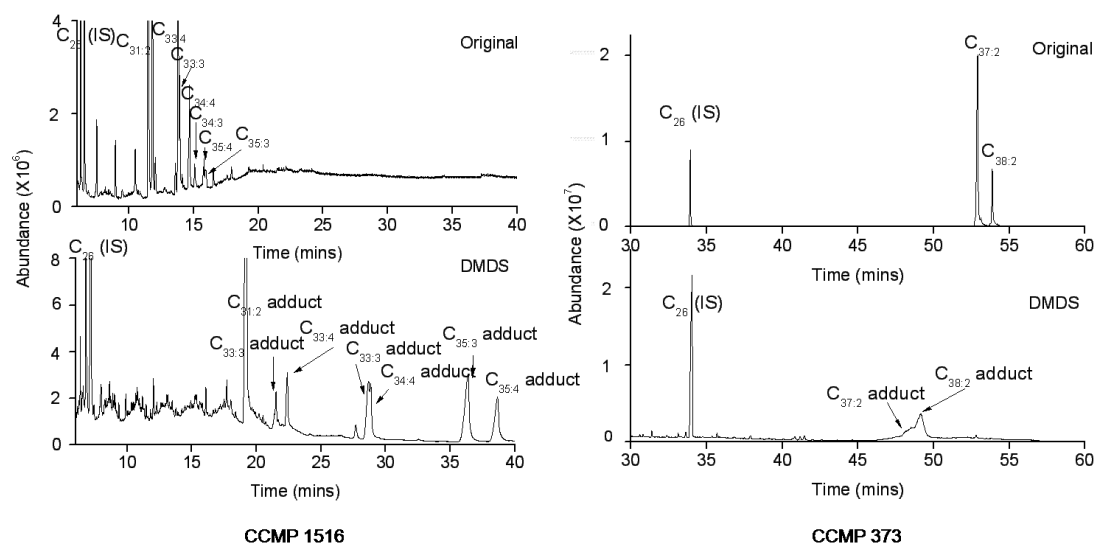 4
C26 (IS)
C31:2
C33:4
C33:3
Original
C34:4
C34:3
C35:4
C35:3
2
0
10 15 20 25 30 35 40
Time (mins)
Abundance (X10^6)
C26 (IS)
DMDS
8
6
4
2
0
C31:2 adduct
C33:3 adduct
C33:4 adduct
C33:3 adduct
C34:4 adduct
C35:3 adduct
C35:4 adduct
10 15 20 25 30 35 40
Time (mins)
CCMP 1516
2
1
0
C26 (IS)
C37:2
C38:2
Original
30 35 40 45 50 55 60
Time (mins)
Abundance (X10^7)
2
1
0
C26 (IS)
DMDS
C37:2 adduct
C38:2 adduct
30 35 40 45 50 55 60
Time (mins)
CCMP 373